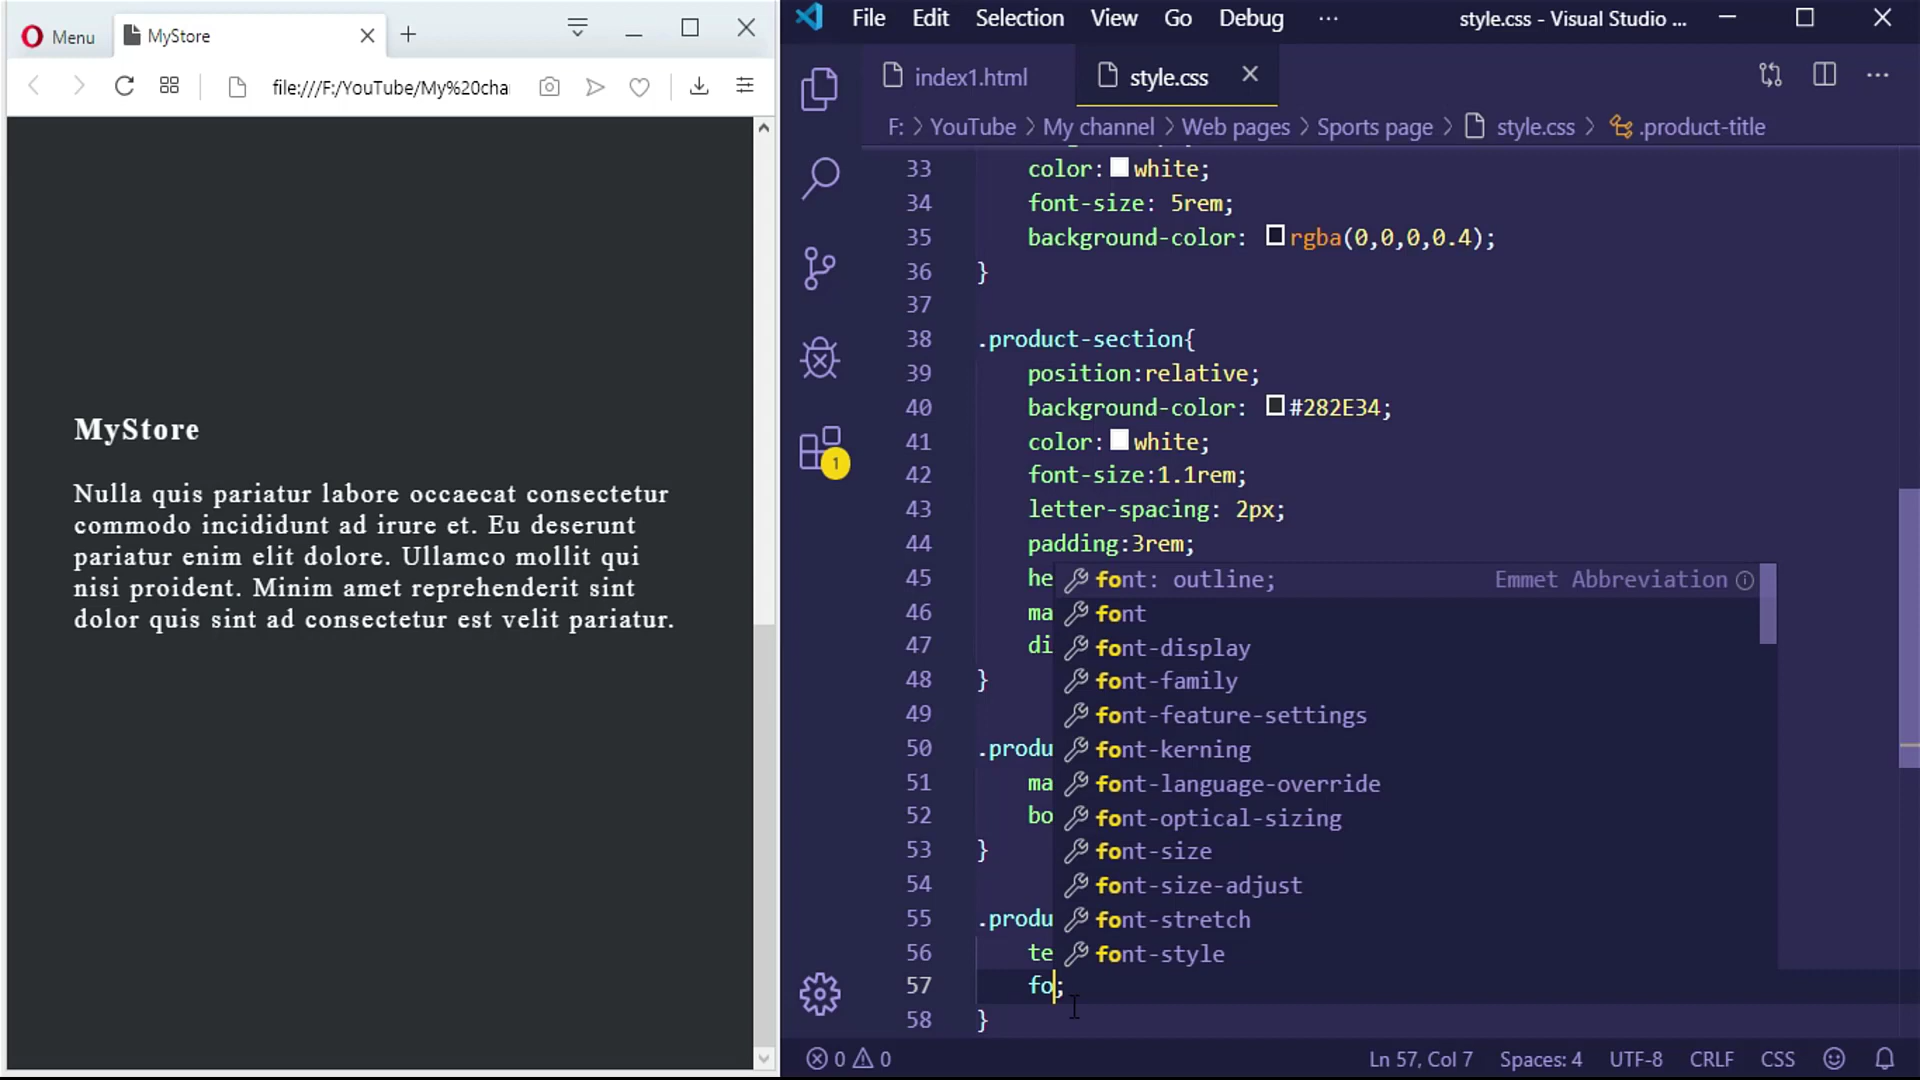 Menu
MyStore
file:///F:/YouTube/My%20cha
MyStore
Nulla quis pariatur labore occaecat consectetur
commodo incididunt ad irure et. Eu deserunt
pariatur enim elit dolore. Ullamco mollit qui
nisi proident. Minim amet reprehenderit sint
dolor quis sint ad consectetur est velit pariatur.
File Edit Selection View Go Debug ··· style.css - Visual Studio ...
index1.html style.css
F: > YouTube > My channel > Web pages > Sports page > style.css > .product-title
33 color: white;
34 font-size: 5rem;
35 background-color: rgba(0,0,0,0.4);
36 }
37
38 .product-section{
39 position:relative;
40 background-color: #282E34;
41 color: white;
42 font-size:1.1rem;
43 letter-spacing: 2px;
44 padding:3rem;
45 he font: outline; Emmet Abbreviation
46 ma font
47 di font-display
48 } font-family
49 font-feature-settings
50 .produ font-kerning
51 ma font-language-override
52 bo font-optical-sizing
53 } font-size
54 font-size-adjust
55 .produ font-stretch
56 te font-style
57 fo;
58 }
1
0 0 Ln 57, Col 7 Spaces: 4 UTF-8 CRLF CSS